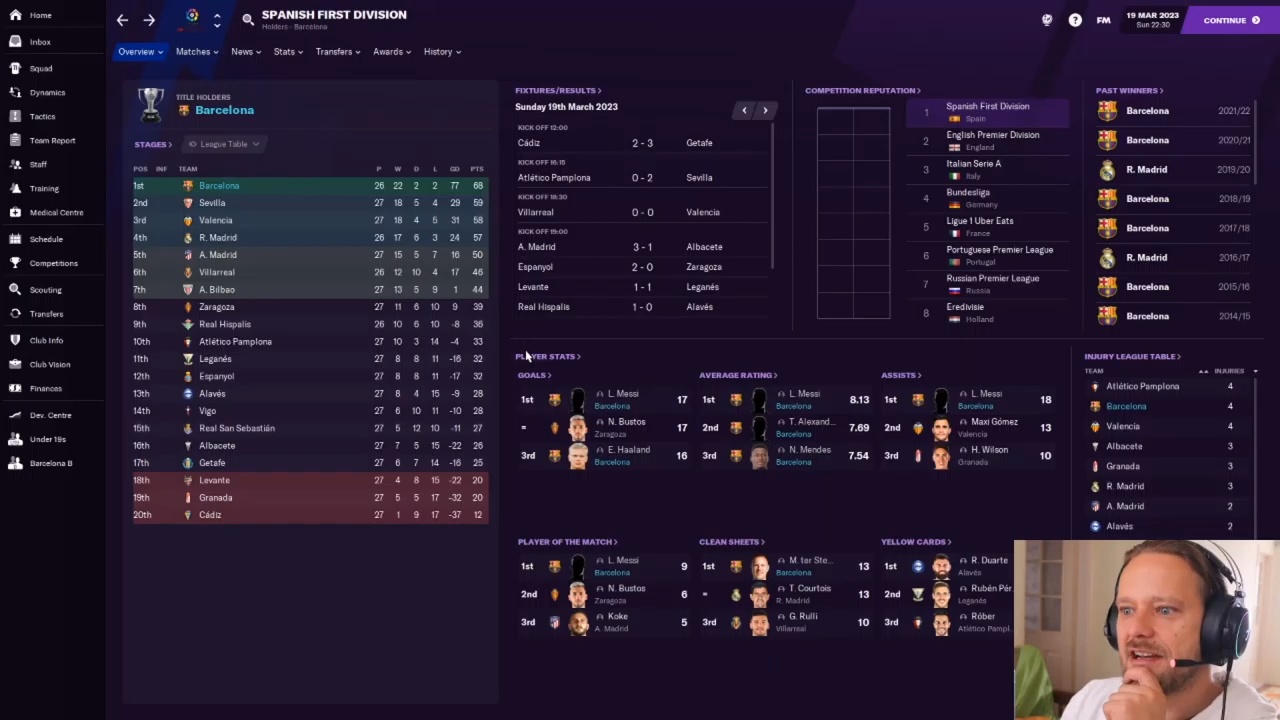 Home
Inbox
Squad
Dynamics
Tactics
Team Report
Staff
Training
Medical Centre
Schedule
Competitions
Scouting
Transfers
Club Info
Club Vision
Finances
Dev. Centre
Under 19s
Barcelona B
SPANISH FIRST DIVISION
Holders - Barcelona
FM
19 MAR 2023
Sun 22:30
CONTINUE
Overview Matches News Stats Transfers Awards History
TITLE HOLDERS
Barcelona
STAGES League Table
POS INF TEAM P W D L GD PTS
1st Barcelona 26 22 2 2 77 68
2nd Sevilla 27 18 5 4 29 59
3rd Valencia 27 18 4 5 31 58
4th R. Madrid 26 17 6 3 24 57
5th A. Madrid 27 15 5 7 16 50
6th Villarreal 26 12 10 4 17 46
7th A. Bilbao 27 13 5 9 1 44
8th Zaragoza 27 11 6 10 9 39
9th Real Hispalis 26 10 6 10 -8 36
10th Atlético Pamplona 27 10 3 14 -4 33
11th Leganés 27 8 8 11 -16 32
12th Espanyol 27 8 8 11 -17 32
13th Alavés 27 8 4 15 -9 28
14th Vigo 27 6 10 11 -10 28
15th Real San Sebastián 27 5 12 10 -11 27
16th Albacete 27 7 5 15 -22 26
17th Getafe 27 6 7 14 -16 25
18th Levante 27 4 8 15 -22 20
19th Granada 27 5 5 17 -32 20
20th Cádiz 27 1 9 17 -37 12
FIXTURES/RESULTS
Sunday 19th March 2023
KICK OFF 12:00
Cádiz 2 - 3 Getafe
KICK OFF 16:15
Atlético Pamplona 0 - 2 Sevilla
KICK OFF 18:30
Villarreal 0 - 0 Valencia
KICK OFF 19:00
A. Madrid 3 - 1 Albacete
Espanyol 2 - 0 Zaragoza
Levante 1 - 1 Leganés
Real Hispalis 1 - 0 Alavés
COMPETITION REPUTATION
1 Spanish First Division
Spain
2 English Premier Division
England
3 Italian Serie A
Italy
4 Bundesliga
Germany
5 Ligue 1 Uber Eats
France
6 Portuguese Premier League
Portugal
7 Russian Premier League
Russia
8 Eredivisie
Holland
PAST WINNERS
Barcelona 2021/22
Barcelona 2020/21
R. Madrid 2019/20
Barcelona 2018/19
Barcelona 2017/18
R. Madrid 2016/17
Barcelona 2015/16
Barcelona 2014/15
PLAYER STATS
GOALS
1st L. Messi 17
Barcelona
= N. Bustos 17
Zaragoza
3rd E. Haaland 16
Barcelona
AVERAGE RATING
1st L. Messi 8.13
Barcelona
2nd T. Alexand... 7.69
Barcelona
3rd N. Mendes 7.54
Barcelona
ASSISTS
1st L. Messi 18
Barcelona
2nd Maxi Gómez 13
Valencia
3rd H. Wilson 10
Granada
PLAYER OF THE MATCH
1st L. Messi 9
Barcelona
2nd N. Bustos 6
Zaragoza
3rd Koke 5
A. Madrid
CLEAN SHEETS
1st M. ter Ste... 13
Barcelona
= T. Courtois 13
R. Madrid
3rd G. Rulli 10
Villarreal
YELLOW CARDS
1st R. Duarte
Alavés
2nd Rubén Pér
Leganés
3rd Róber
Atlético Pampl.
INJURY LEAGUE TABLE
TEAM INJURIES
Atlético Pamplona 4
Barcelona 4
Valencia 4
Albacete 3
Granada 3
R. Madrid 3
A. Madrid 2
Alavés 2